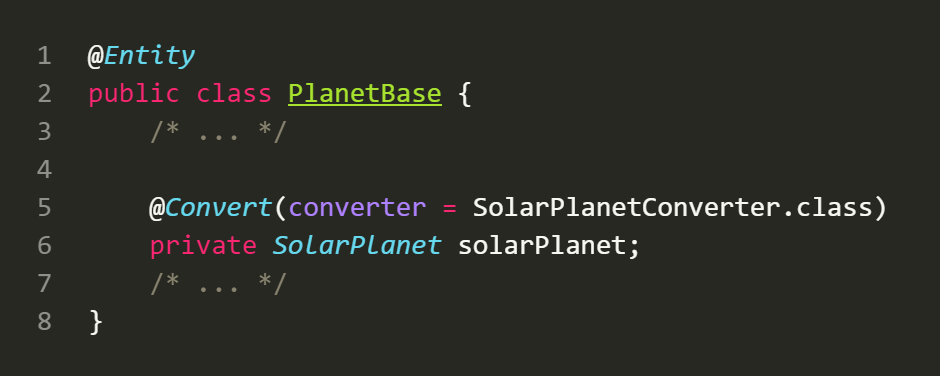 1 @Entity
2 public class PlanetBase {
3 /* ... */
4
5 @Convert(converter = SolarPlanetConverter.class)
6 private SolarPlanet solarPlanet;
7 /* ... */
8 }